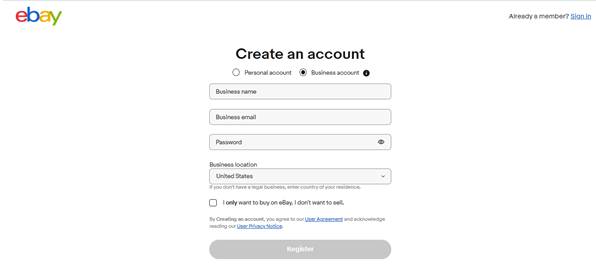 ebay
Already a member? Sign in
Create an account
Personal account Business account
Business name
Business email
Password
Business location
United States
If you don't have a legal business, enter country of your residence.
I only want to buy on eBay. I don't want to sell.
By Creating an account, you agree to our User Agreement and acknowledge
reading our User Privacy Notice.
Register